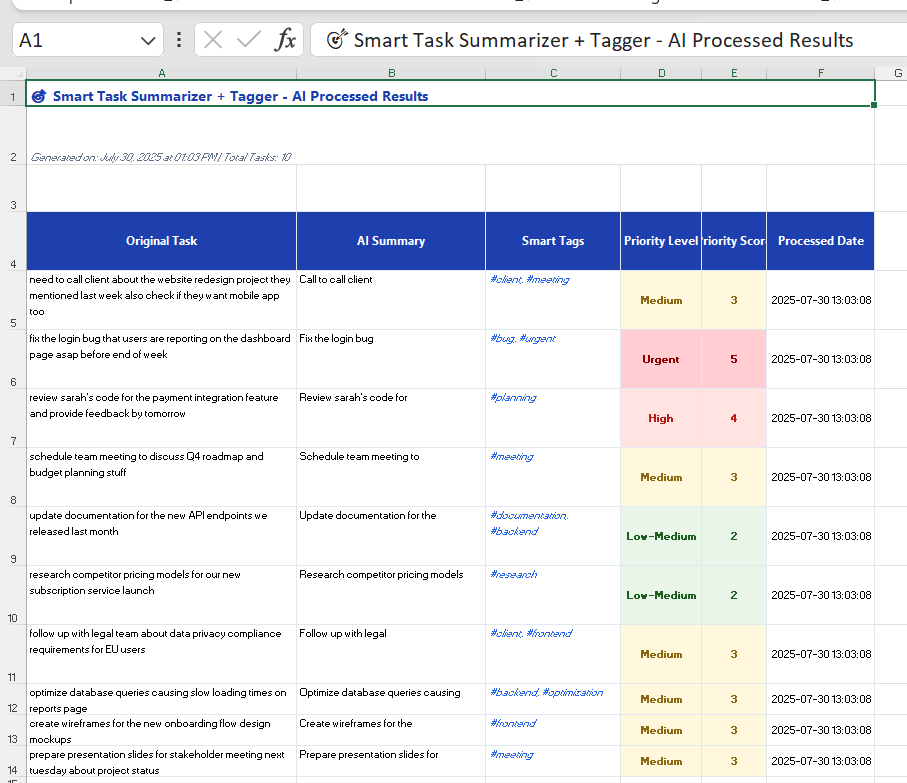 A1
fx
Smart Task Summarizer + Tagger - AI Processed Results
A B C D E F G
1 Smart Task Summarizer + Tagger - AI Processed Results
2 Generated on: July 30, 2025 at 01:03 PM | Total Tasks: 10
3
4 Original Task AI Summary Smart Tags Priority Level riority Scor Processed Date
need to call client about the website redesign project they Call to call client #client, #meeting
mentioned last week also check if they want mobile app
too
5 Medium 3 2025-07-30 13:03:08
fix the login bug that users are reporting on the dashboard Fix the login bug #bug, #urgent
page asap before end of week
6 Urgent 5 2025-07-30 13:03:08
review sarah's code for the payment integration feature Review sarah's code for #planning
and provide feedback by tomorrow
7 High 4 2025-07-30 13:03:08
schedule team meeting to discuss Q4 roadmap and Schedule team meeting to #meeting
budget planning stuff
8 Medium 3 2025-07-30 13:03:08
update documentation for the new API endpoints we Update documentation for the #documentation,
released last month #backend
9 Low-Medium 2 2025-07-30 13:03:08
research competitor pricing models for our new Research competitor pricing models #research
subscription service launch
10 Low-Medium 2 2025-07-30 13:03:08
follow up with legal team about data privacy compliance Follow up with legal #client, #frontend
requirements for EU users
11 Medium 3 2025-07-30 13:03:08
optimize database queries causing slow loading times on Optimize database queries causing #backend, #optimization
reports page
12 Medium 3 2025-07-30 13:03:08
create wireframes for the new onboarding flow design Create wireframes for the #frontend
mockups
13 Medium 3 2025-07-30 13:03:08
prepare presentation slides for stakeholder meeting next Prepare presentation slides for #meeting
tuesday about project status
14 Medium 3 2025-07-30 13:03:08